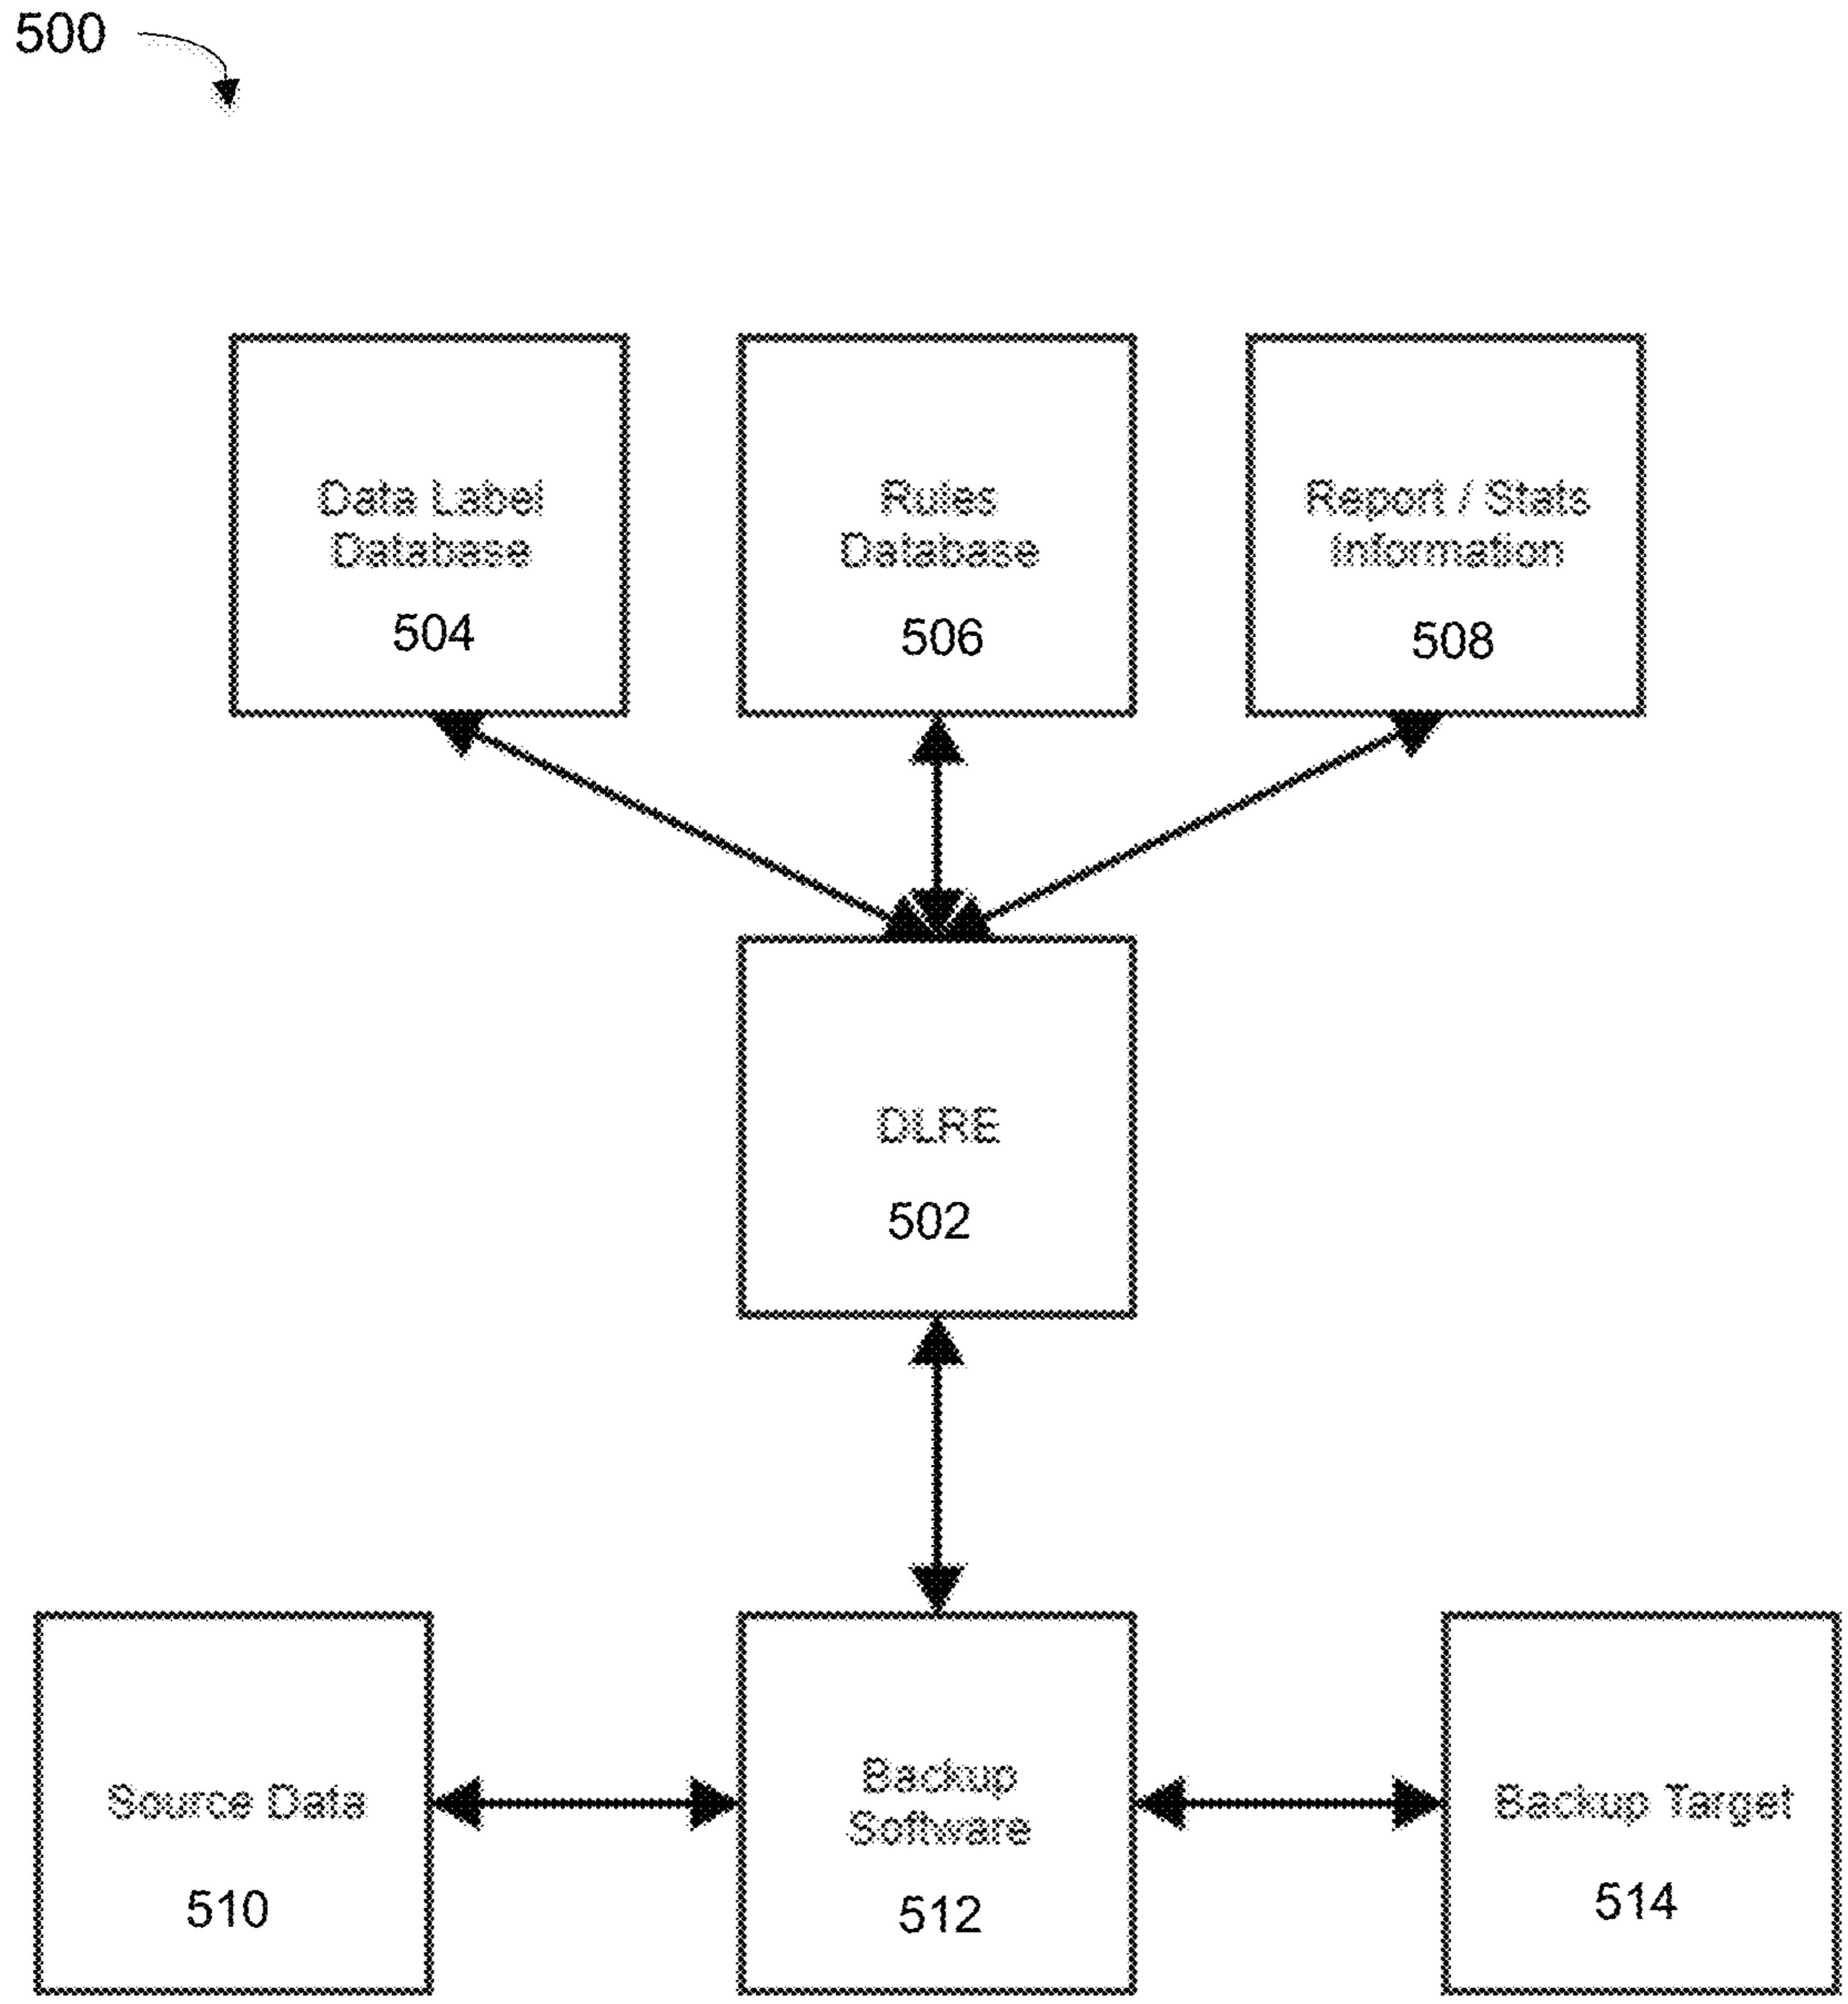 500
Data Label
Database
504
Rules
Database
506
Report / Stats
Information
508
DLRE
502
Source Data
510
Backup
Software
512
Backup Target
514